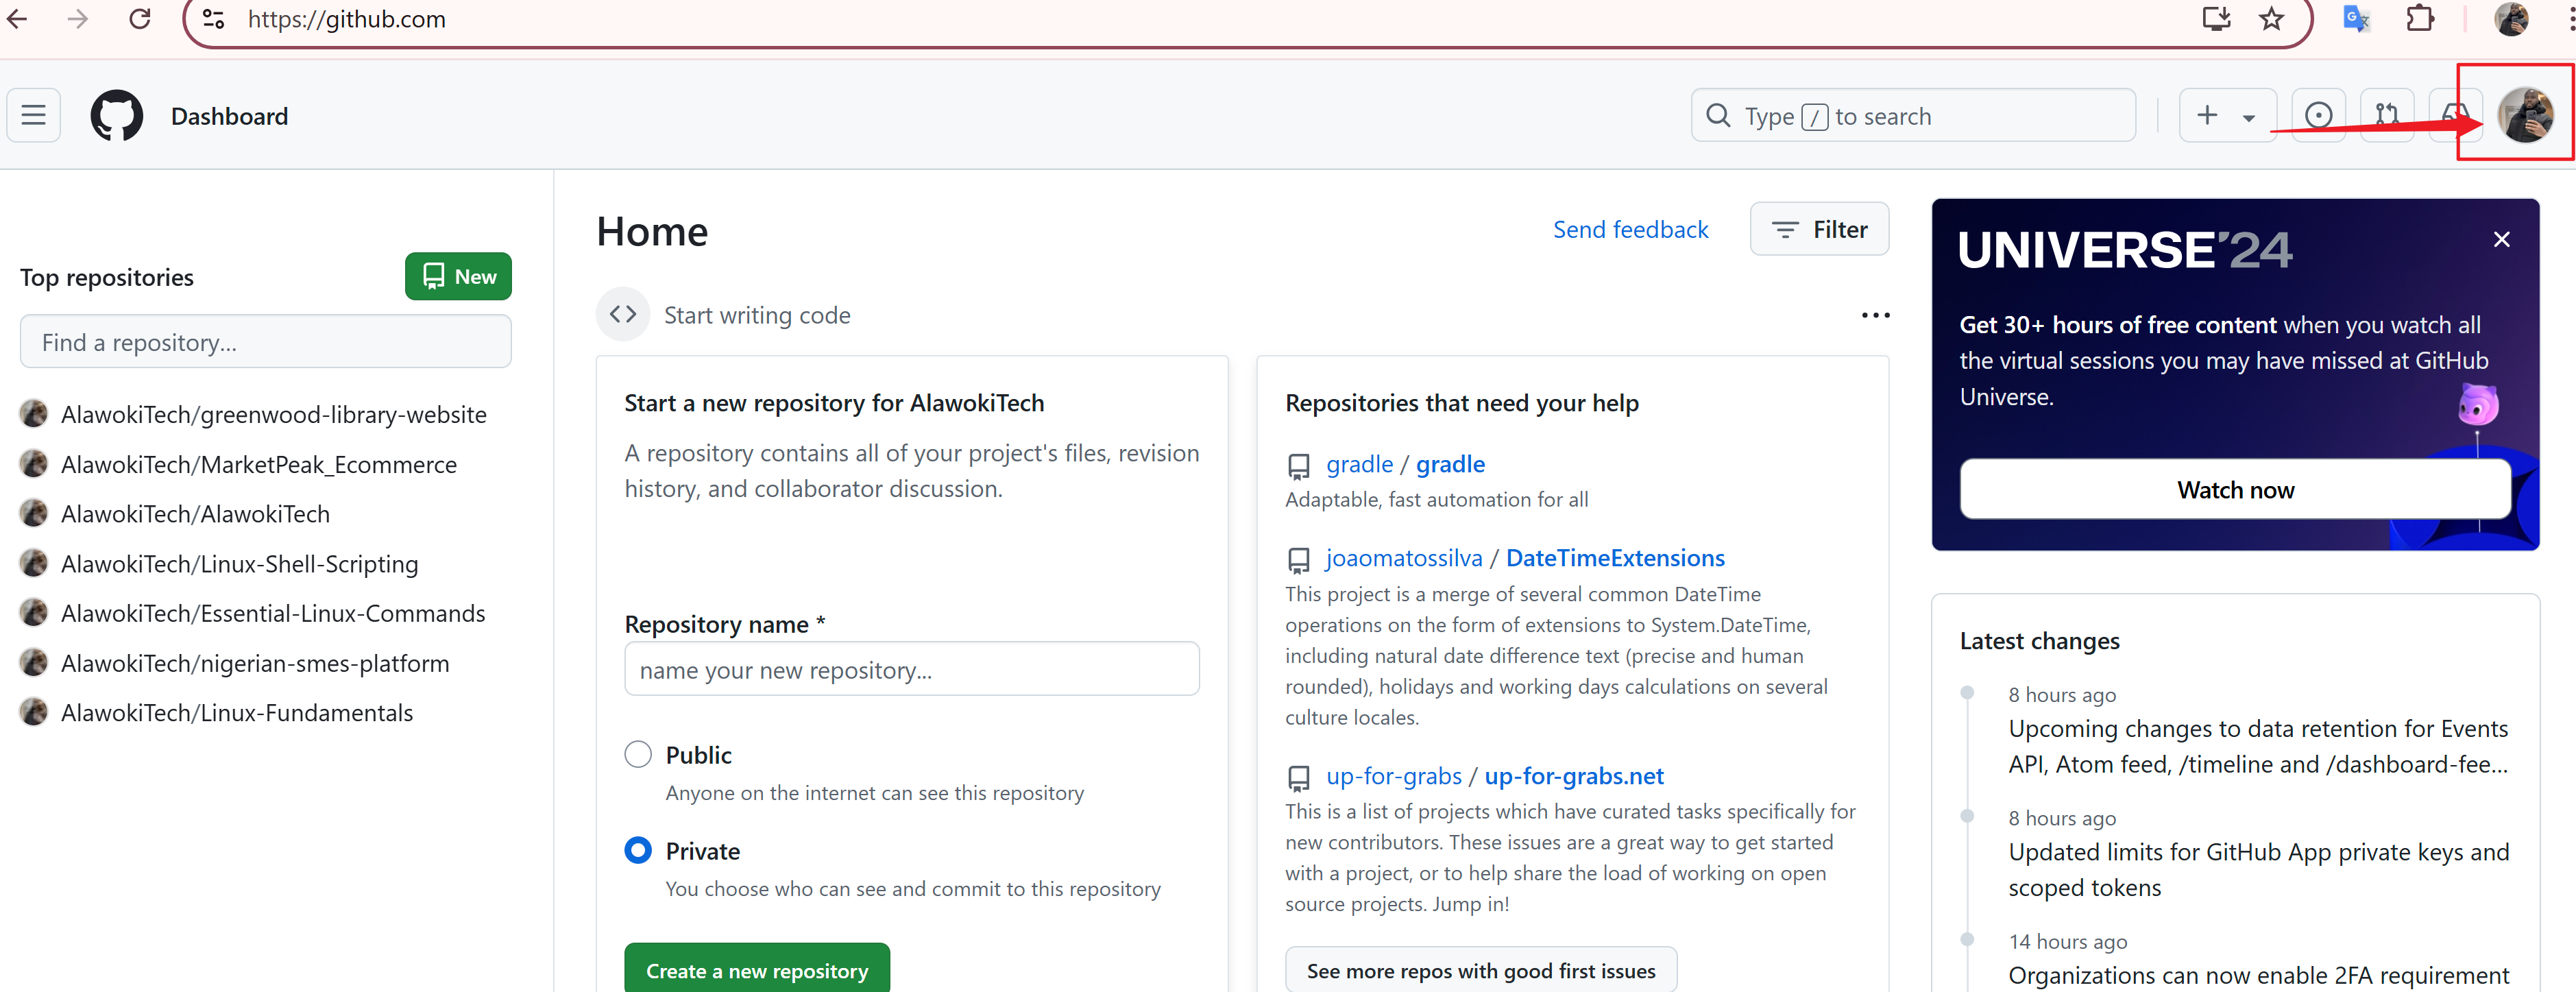 https://github.com
Dashboard
Type / to search
Top repositories
New
Find a repository...
AlawokiTech/greenwood-library-website
AlawokiTech/MarketPeak_Ecommerce
AlawokiTech/AlawokiTech
AlawokiTech/Linux-Shell-Scripting
AlawokiTech/Essential-Linux-Commands
AlawokiTech/nigerian-smes-platform
AlawokiTech/Linux-Fundamentals
Home
Send feedback
Filter
Start writing code
Start a new repository for AlawokiTech
A repository contains all of your project's files, revision
history, and collaborator discussion.
Repository name *
name your new repository...
Public
Anyone on the internet can see this repository
Private
You choose who can see and commit to this repository
Create a new repository
Repositories that need your help
gradle / gradle
Adaptable, fast automation for all
joaomatossilva / DateTimeExtensions
This project is a merge of several common DateTime
operations on the form of extensions to System.DateTime,
including natural date difference text (precise and human
rounded), holidays and working days calculations on several
culture locales.
up-for-grabs / up-for-grabs.net
This is a list of projects which have curated tasks specifically for
new contributors. These issues are a great way to get started
with a project, or to help share the load of working on open
source projects. Jump in!
See more repos with good first issues
UNIVERSE'24
Get 30+ hours of free content when you watch all
the virtual sessions you may have missed at GitHub
Universe.
Watch now
Latest changes
8 hours ago
Upcoming changes to data retention for Events
API, Atom feed, /timeline and /dashboard-fee...
8 hours ago
Updated limits for GitHub App private keys and
scoped tokens
14 hours ago
Organizations can now enable 2FA requirement